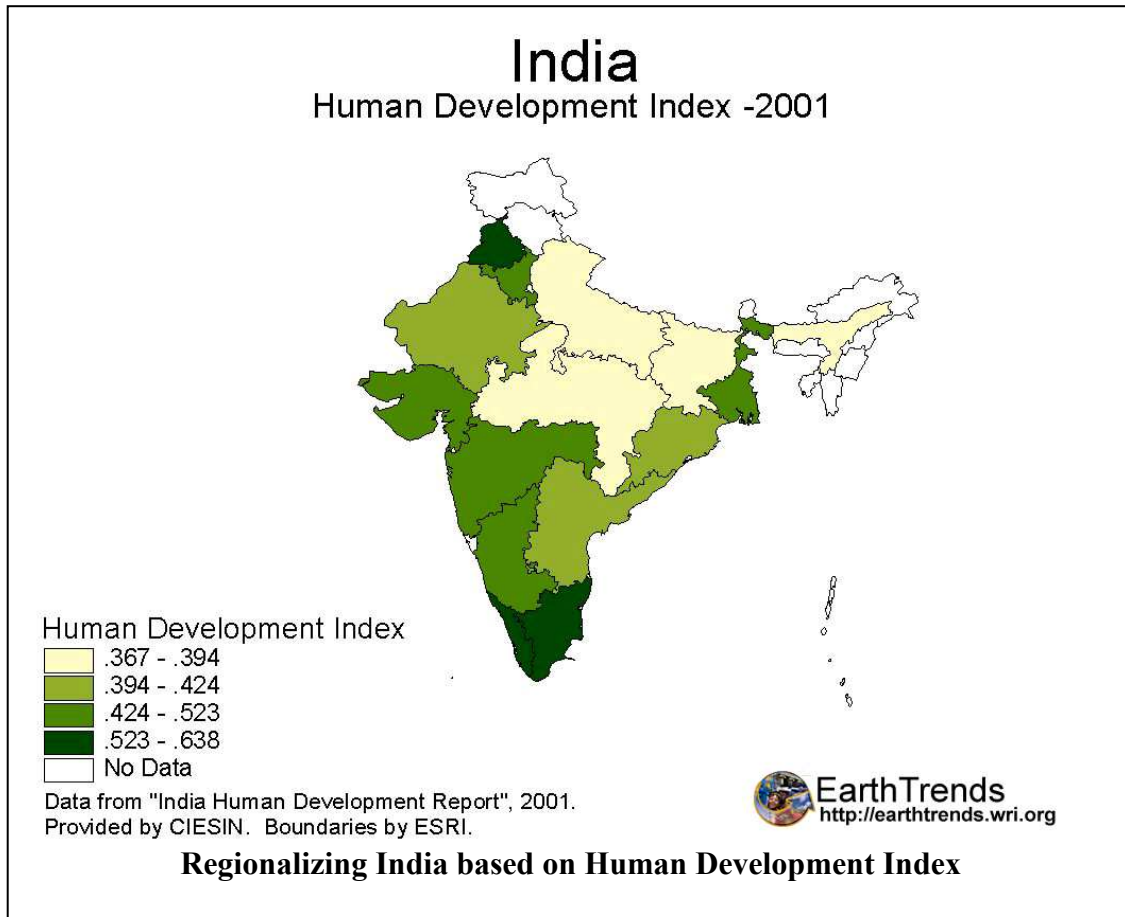 India
Human Development Index -2001
Human Development Index
.367 - .394
.394 - .424
.424 - .523
.523 - .638
No Data
Data from "India Human Development Report", 2001.
Provided by CIESIN. Boundaries by ESRI.
EarthTrends
http://earthtrends.wri.org
Regionalizing India based on Human Development Index